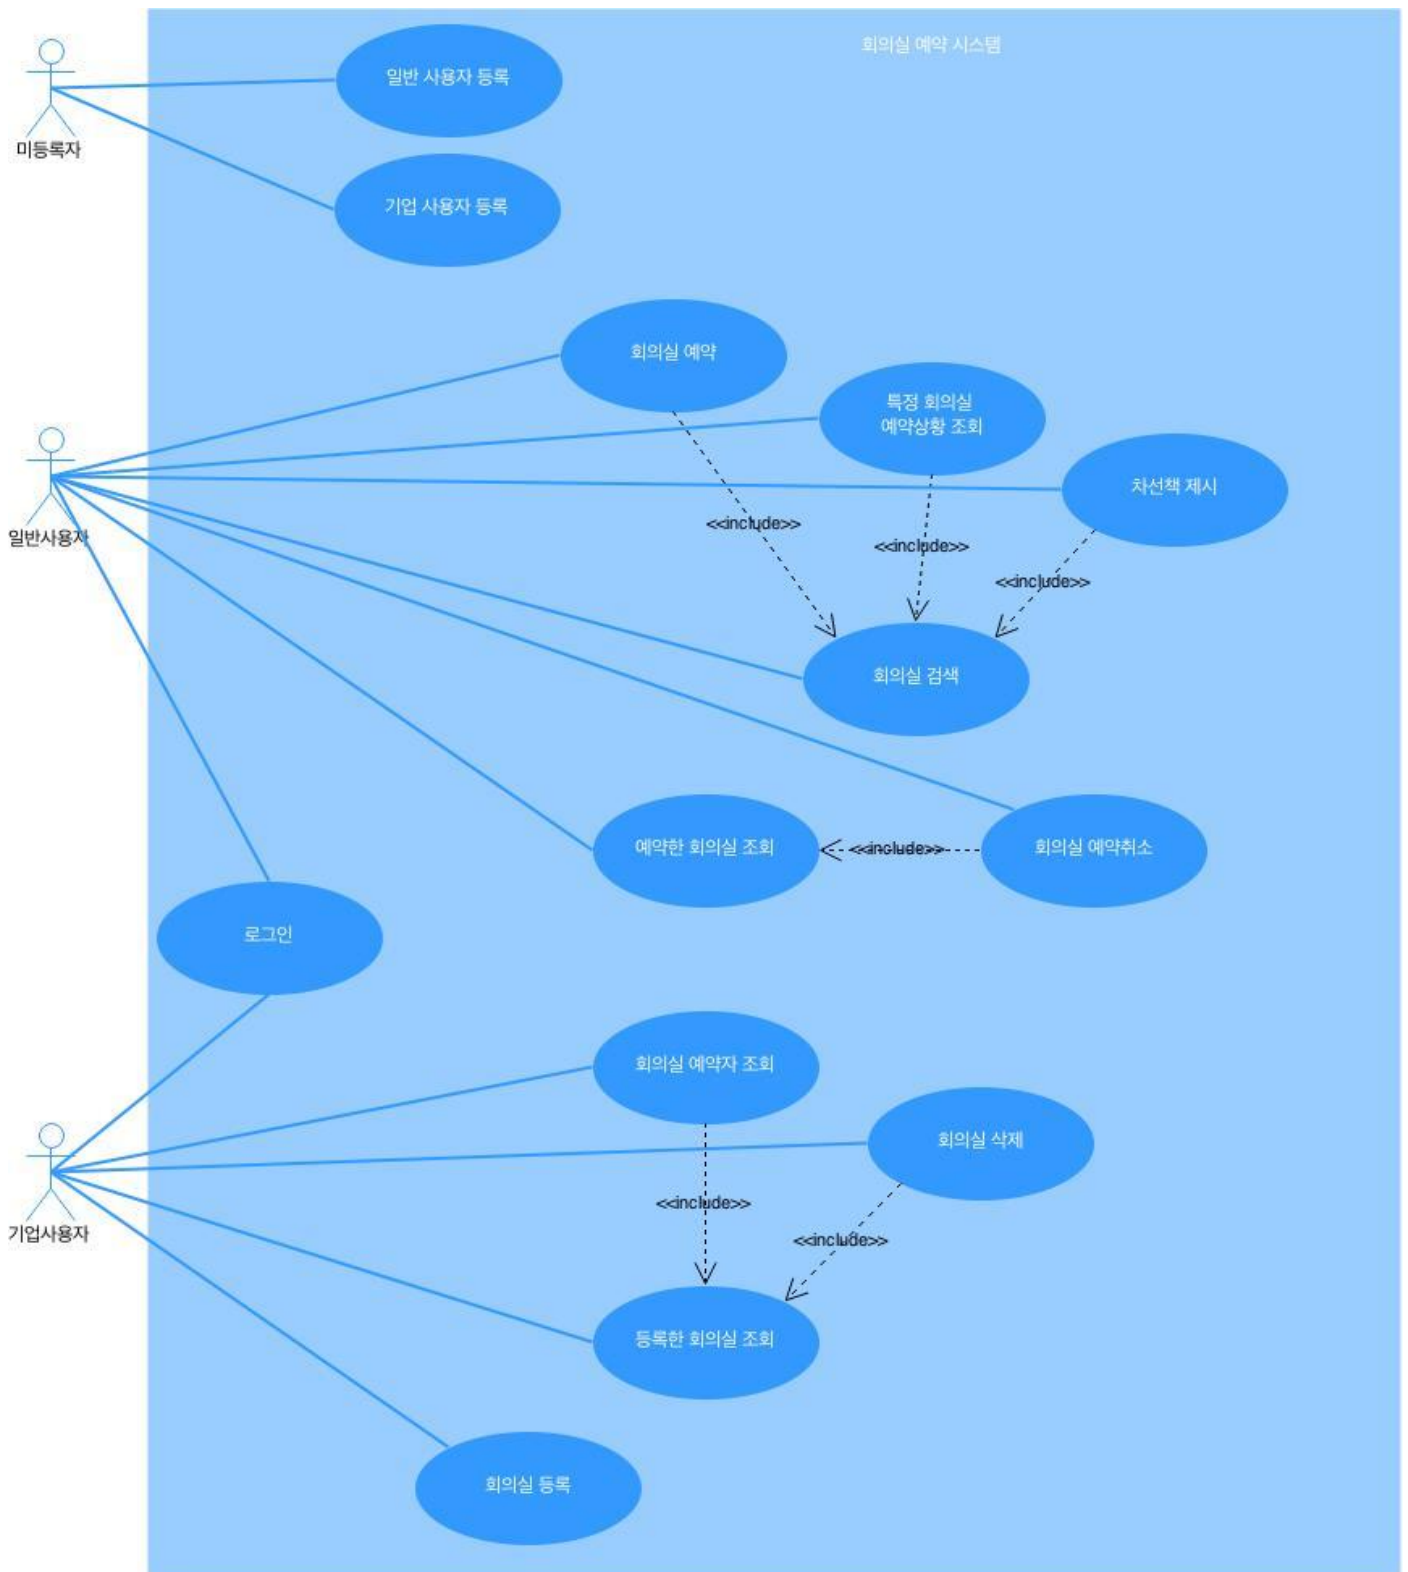 회의실 예약 시스템
일반 사용자 등록
미등록자
기업 사용자 등록
회의실 예약
특정 회의실
예약상황 조회
차선책 제시
일반사용자
<<include>>
<<include>>
<<include>>
회의실 검색
예약한 회의실 조회
<<include>>
회의실 예약취소
로그인
회의실 예약자 조회
회의실 삭제
기업사용자
<<include>>
<<include>>
등록한 회의실 조회
회의실 등록